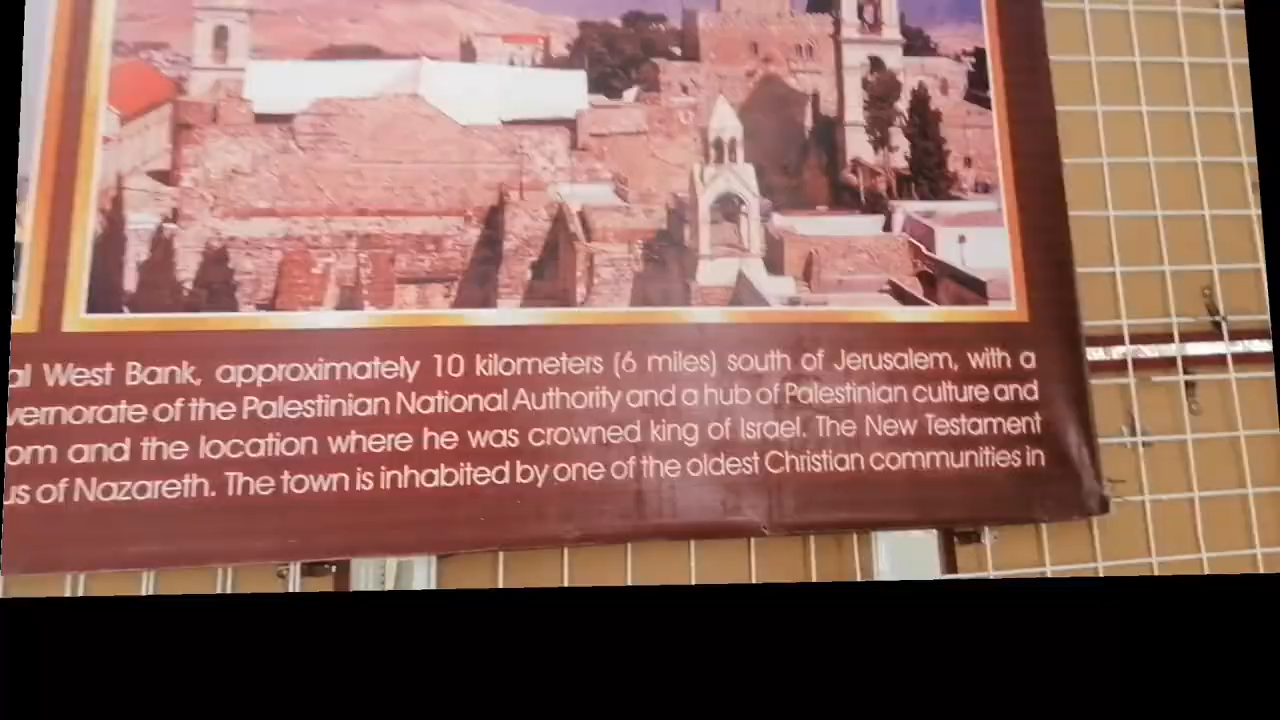 al West Bank, approximately 10 kilometers (6 miles) south of Jerusalem, with a
vernorate of the Palestinian National Authority and a hub of Palestinian culture and
om and the location where he was crowned king of Israel. The New Testament
us of Nazareth. The town is inhabited by one of the oldest Christian communities in